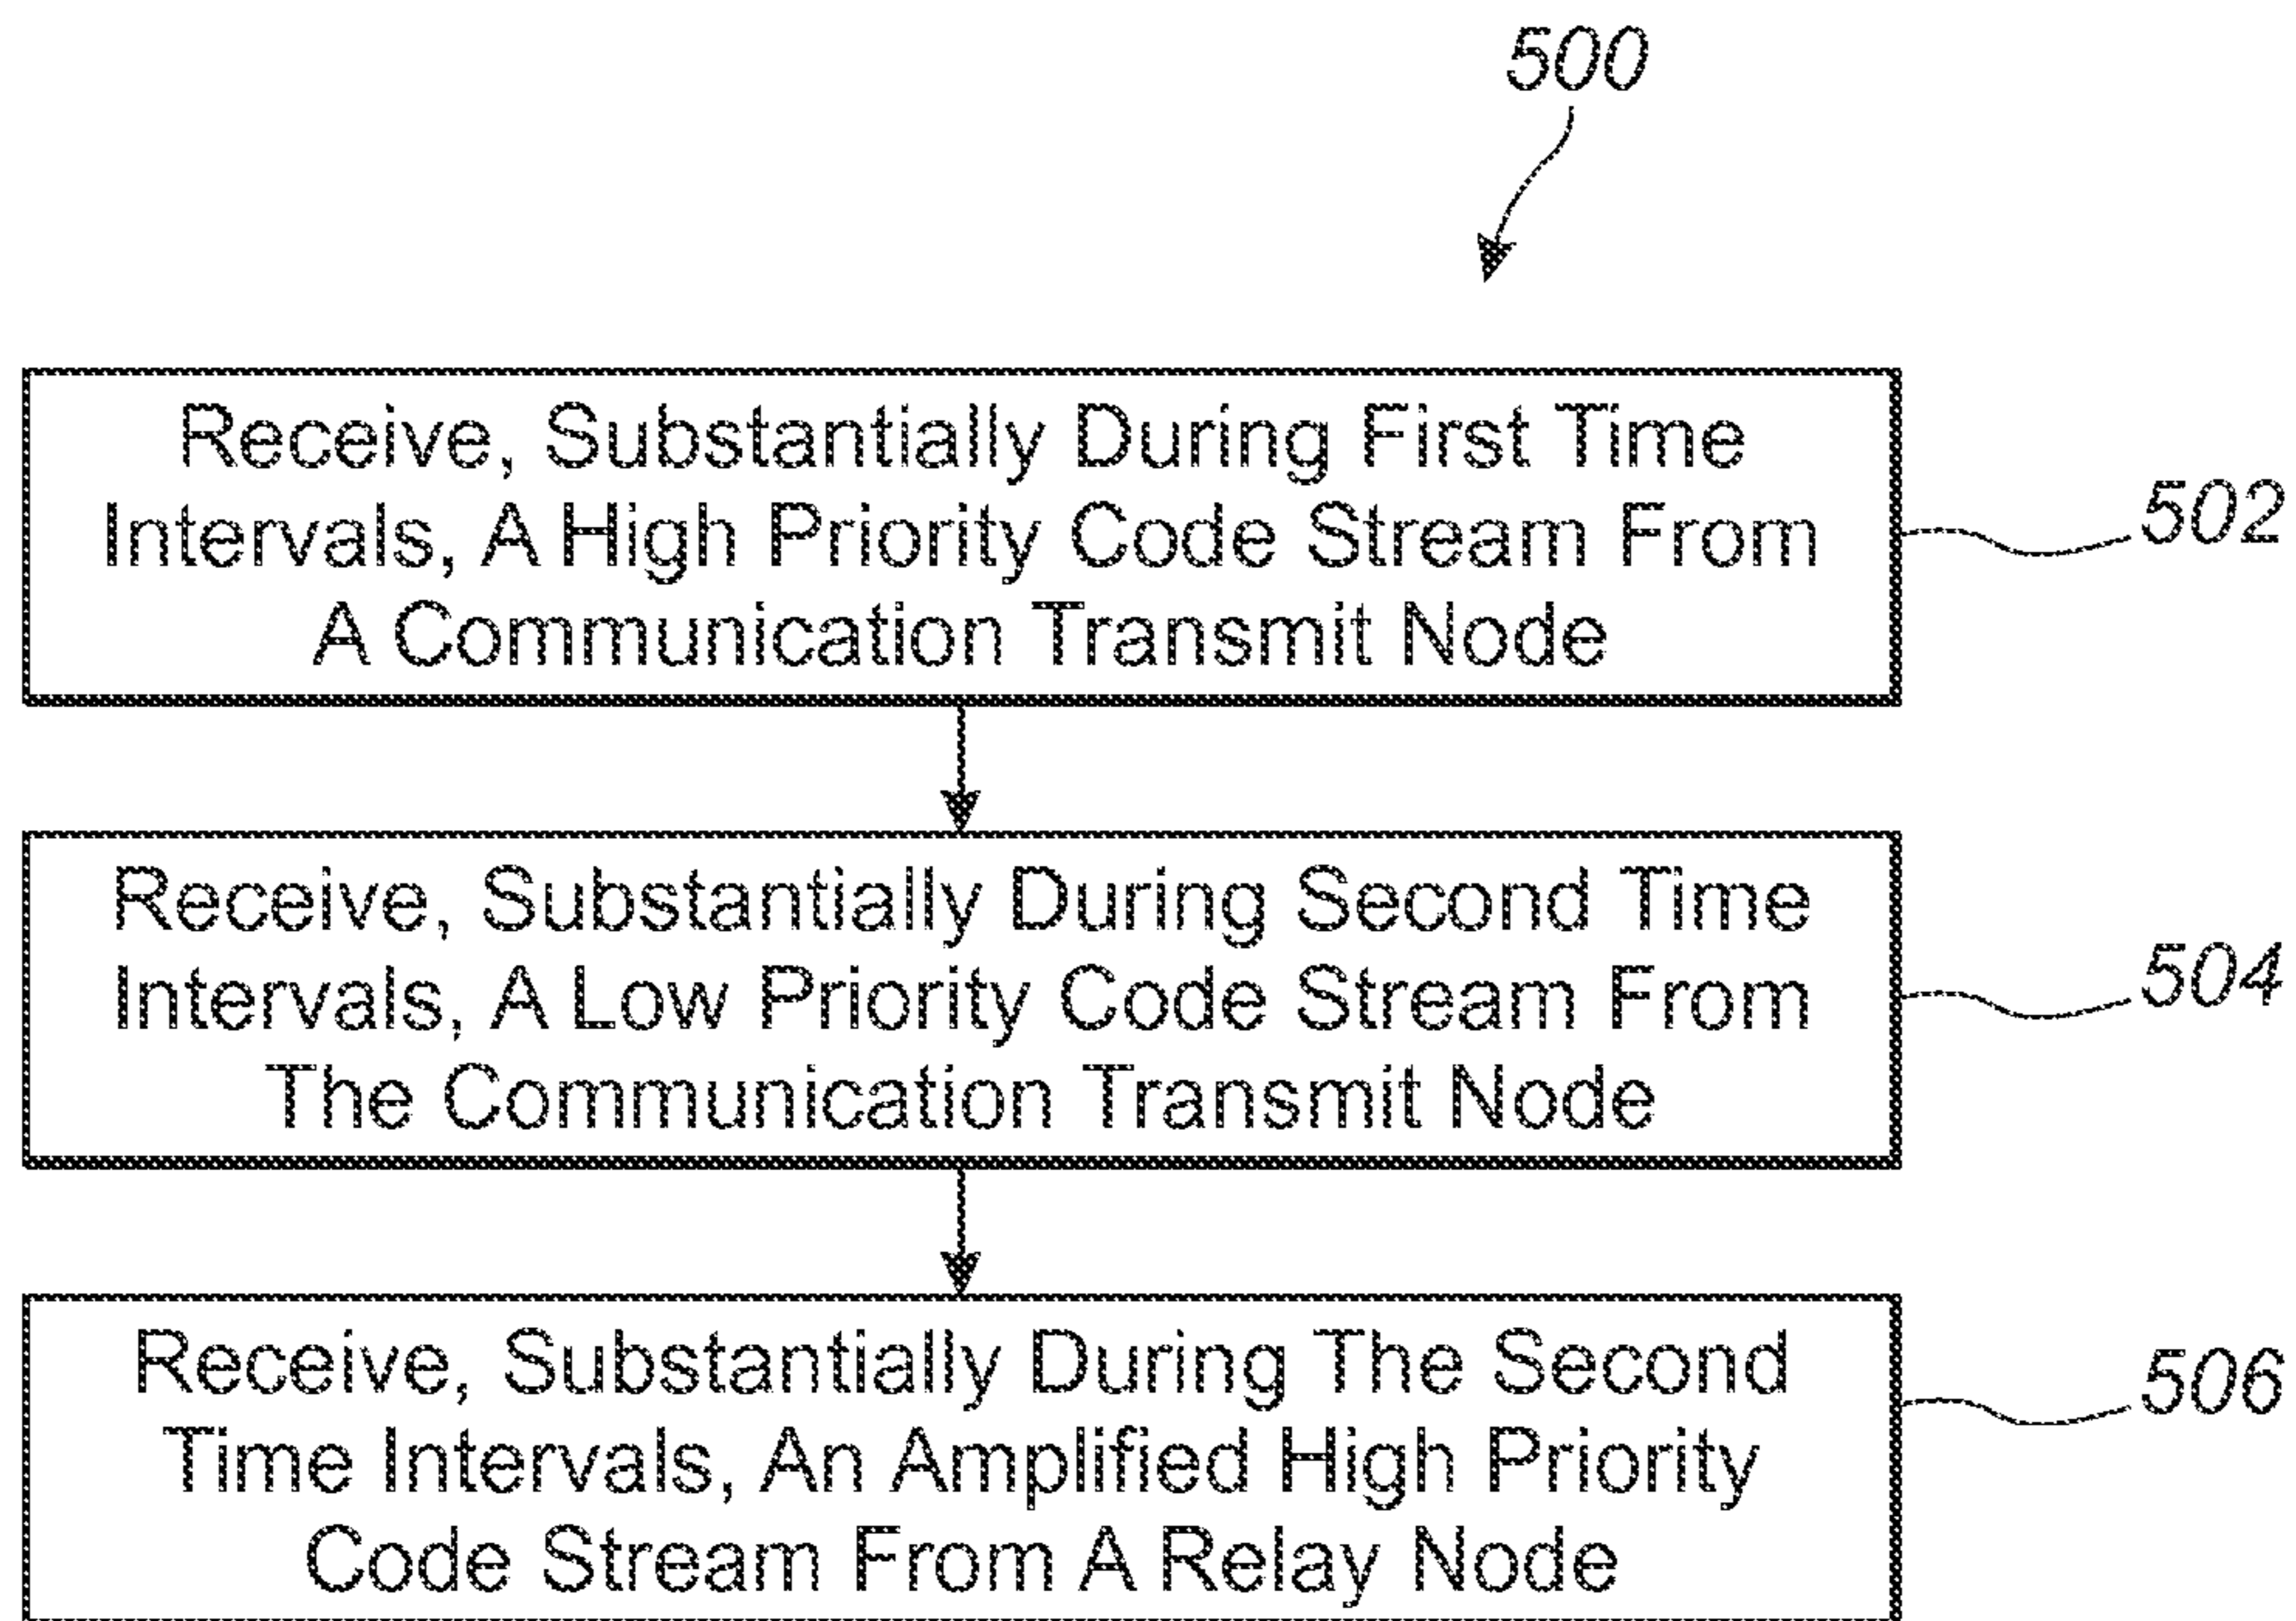 500
Receive, Substantially During First Time
Intervals, A High Priority Code Stream From
A Communication Transmit Node
502
Receive, Substantially During Second Time
Intervals, A Low Priority Code Stream From
The Communication Transmit Node
504
Receive, Substantially During The Second
Time Intervals, An Amplified High Priority
Code Stream From A Relay Node
506